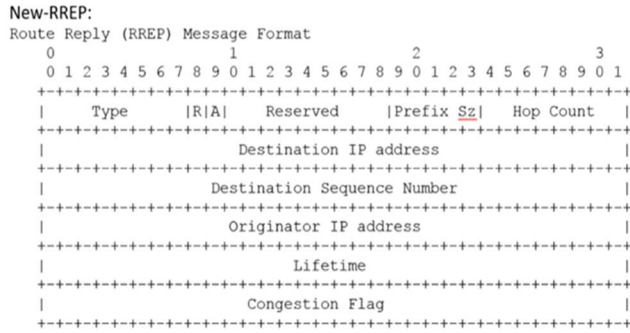 New-RREP:
Route Reply (RREP) Message Format
0 1 2 3
0 1 2 3 4 5 6 7 8 9 0 1 2 3 4 5 6 7 8 9 0 1 2 3 4 5 6 7 8 9 0 1
+-+-+-+-+-+-+-+-+-+-+-+-+-+-+-+-+-+-+-+-+-+-+-+-+-+-+-+-+-+-+-+-+
| Type |R|A| Reserved |Prefix Sz| Hop Count |
+-+-+-+-+-+-+-+-+-+-+-+-+-+-+-+-+-+-+-+-+-+-+-+-+-+-+-+-+-+-+-+-+
| Destination IP address |
+-+-+-+-+-+-+-+-+-+-+-+-+-+-+-+-+-+-+-+-+-+-+-+-+-+-+-+-+-+-+-+-+
| Destination Sequence Number |
+-+-+-+-+-+-+-+-+-+-+-+-+-+-+-+-+-+-+-+-+-+-+-+-+-+-+-+-+-+-+-+-+
| Originator IP address |
+-+-+-+-+-+-+-+-+-+-+-+-+-+-+-+-+-+-+-+-+-+-+-+-+-+-+-+-+-+-+-+-+
| Lifetime |
+-+-+-+-+-+-+-+-+-+-+-+-+-+-+-+-+-+-+-+-+-+-+-+-+-+-+-+-+-+-+-+-+
| Congestion Flag |
+-+-+-+-+-+-+-+-+-+-+-+-+-+-+-+-+-+-+-+-+-+-+-+-+-+-+-+-+-+-+-+-+